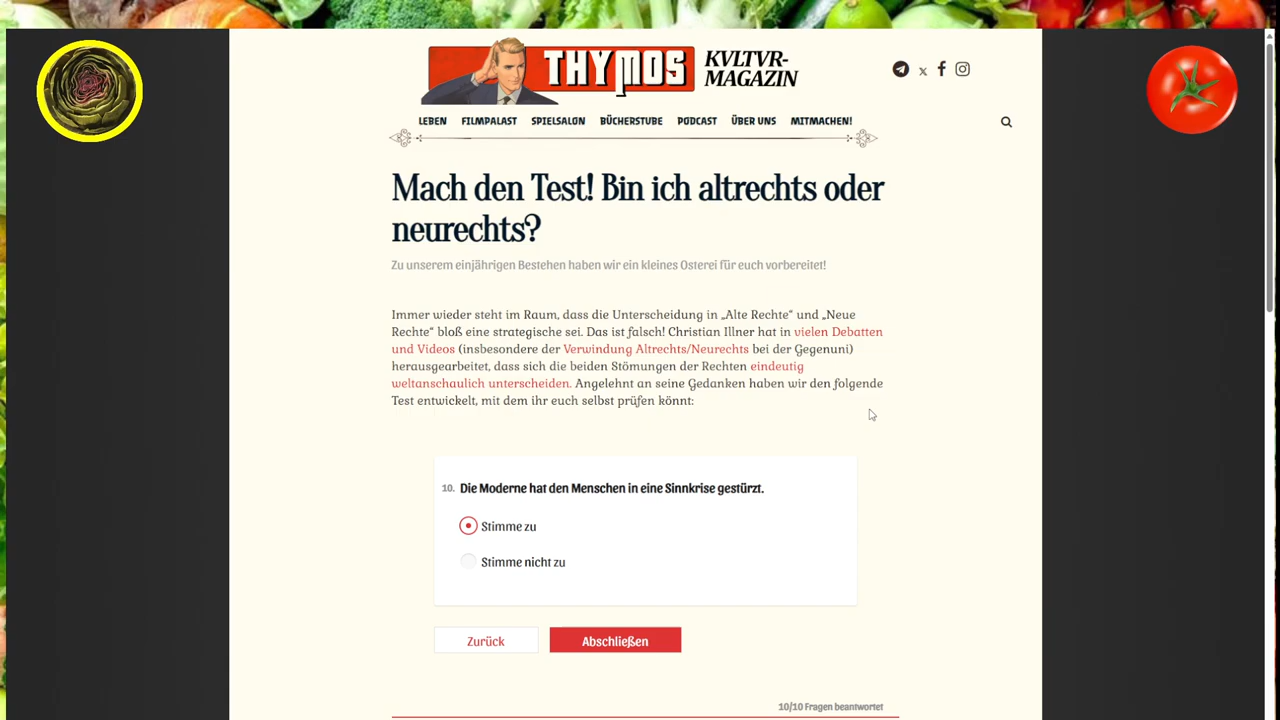 THYMOS
KVLTVR-
MAGAZIN
LEBEN FILMPALAST SPIELSALON BÜCHERSTUBE PODCAST ÜBER UNS MITMACHEN!
Mach den Test! Bin ich altrechts oder
neurechts?
Zu unserem einjährigen Bestehen haben wir ein kleines Osterei für euch vorbereitet!
Immer wieder steht im Raum, dass die Unterscheidung in „Alte Rechte“ und „Neue
Rechte“ bloß eine strategische sei. Das ist falsch! Christian Illner hat in vielen Debatten
und Videos (insbesondere der Verwindung Altrechts/Neurechts bei der Gegenuni)
herausgearbeitet, dass sich die beiden Stömungen der Rechten eindeutig
weltanschaulich unterscheiden. Angelehnt an seine Gedanken haben wir den folgende
Test entwickelt, mit dem ihr euch selbst prüfen könnt:
10. Die Moderne hat den Menschen in eine Sinnkrise gestürzt.
Stimme zu
Stimme nicht zu
Zurück Abschließen
10/10 Fragen beantwortet